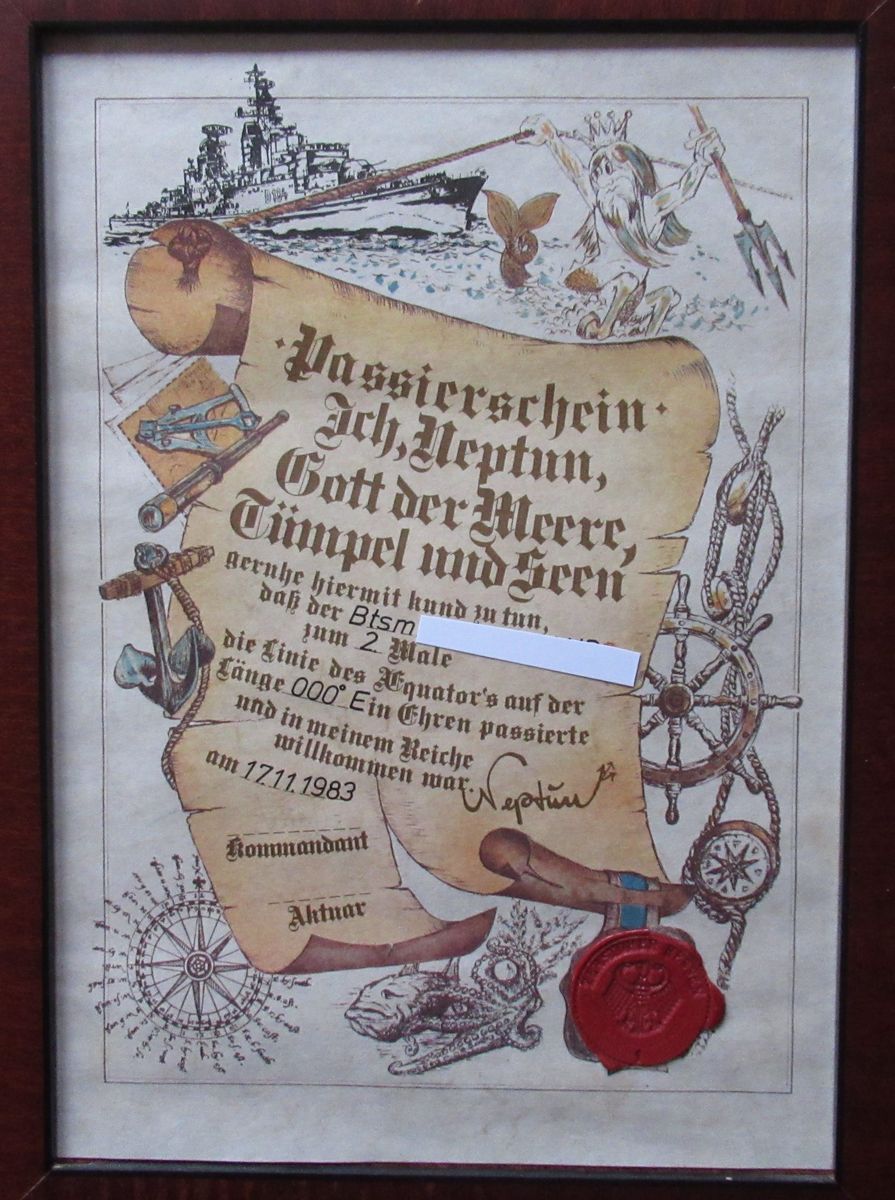 ·Passierschein·
Ich, Neptun,
Gott der Meere,
Tümpel und Seen
geruhe hiermit kund zu tun,
daß der Btsm
zum 2. Male
die Linie des Æquator's auf der
Länge 000° E in Ehren passierte
und in meinem Reiche
willkommen war.
am 17.11.1983
Neptun
Kommandant
Aktuar